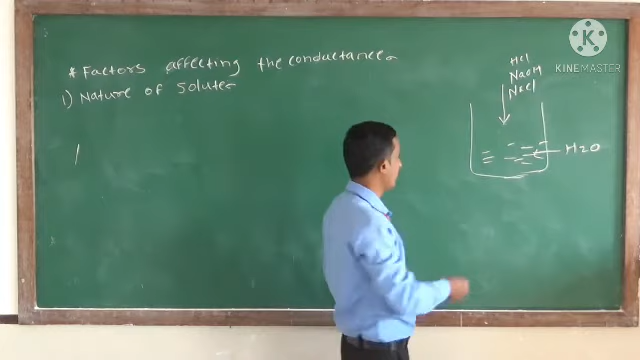 * Factors affecting the conductance
1) Nature of Solute
HCl
NaOH
NaCl
H2O
KINEMASTER